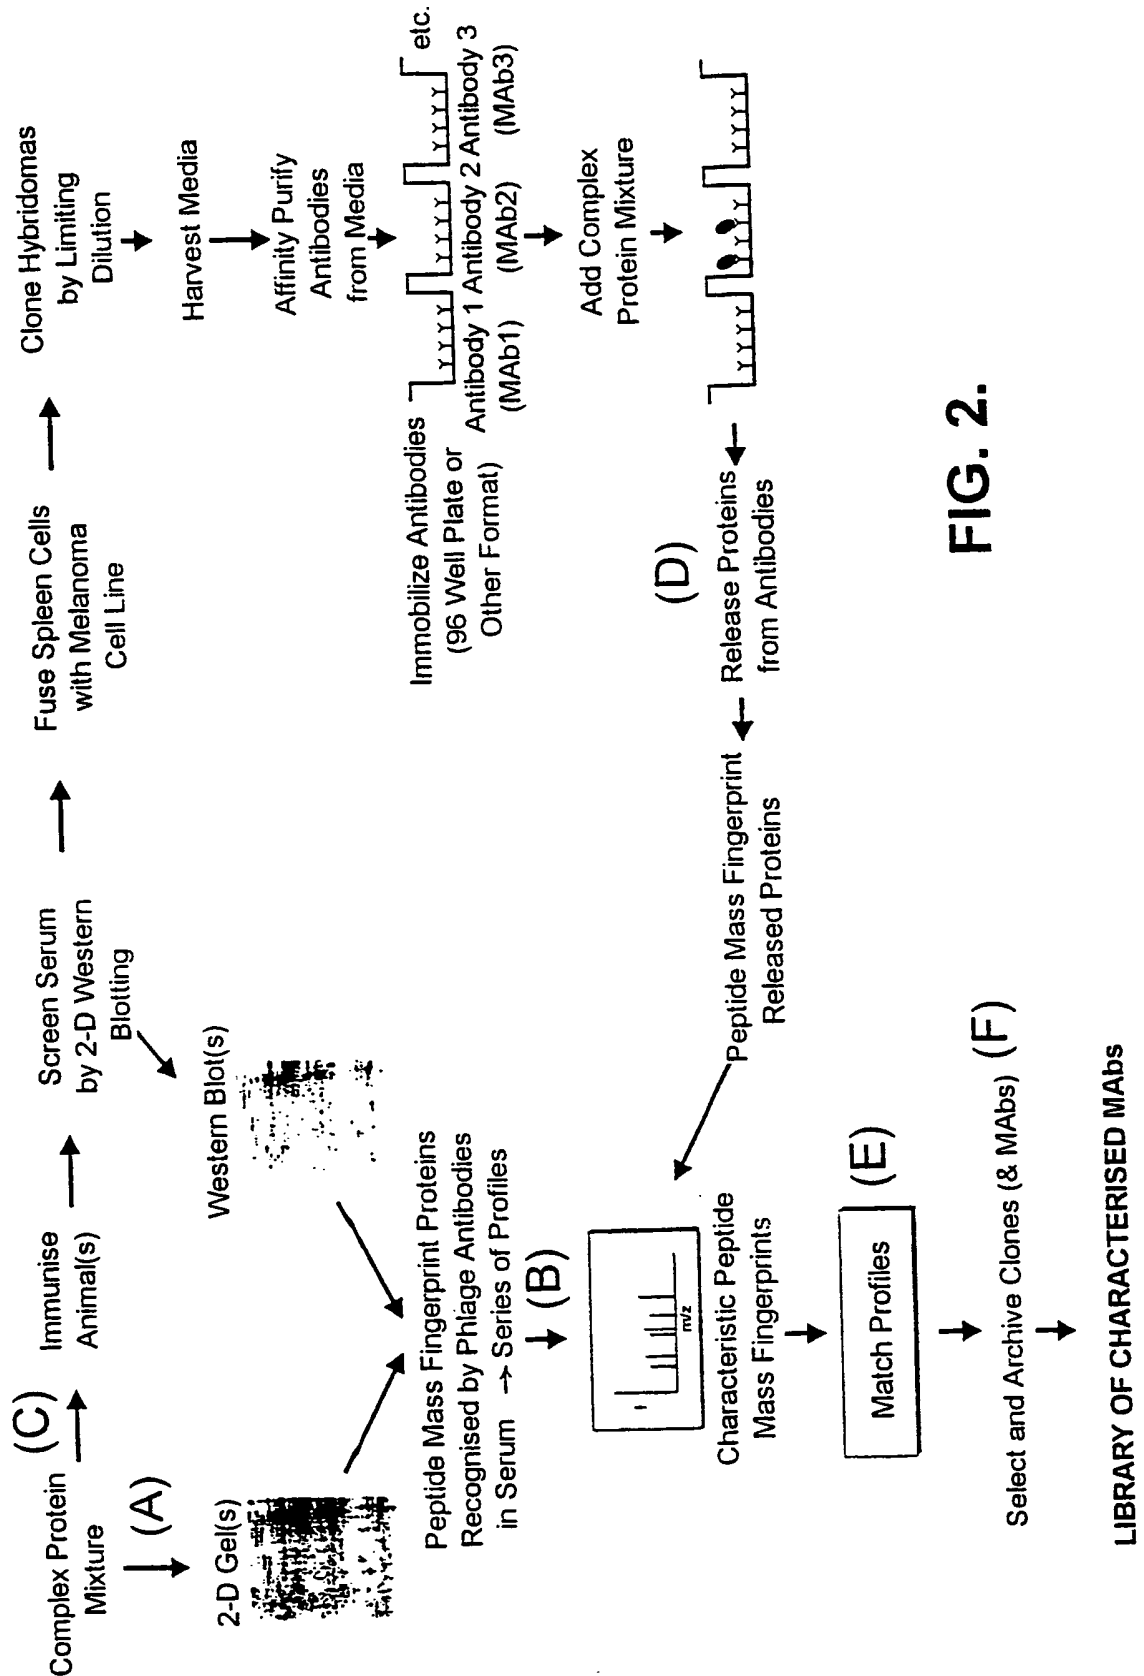 Complex Protein
Mixture
(C)
Immunise
Animal(s)
Screen Serum
by 2-D Western
Blotting
Fuse Spleen Cells
with Melanoma
Cell Line
Clone Hybridomas
by Limiting
Dilution
Harvest Media
Affinity Purify
Antibodies
from Media
Immobilize Antibodies
(96 Well Plate or
Other Format)
etc.
Antibody 1 Antibody 2 Antibody 3
(MAb1) (MAb2) (MAb3)
Add Complex
Protein Mixture
(D)
Release Proteins
from Antibodies
Peptide Mass Fingerprint
Released Proteins
(A)
2-D Gel(s)
Western Blot(s)
Peptide Mass Fingerprint Proteins
Recognised by Phlage Antibodies
in Serum → Series of Profiles
(B)
I
m/z
Characteristic Peptide
Mass Fingerprints
Match Profiles
(E)
Select and Archive Clones (& MAbs)
(F)
LIBRARY OF CHARACTERISED MAbs
FIG. 2.